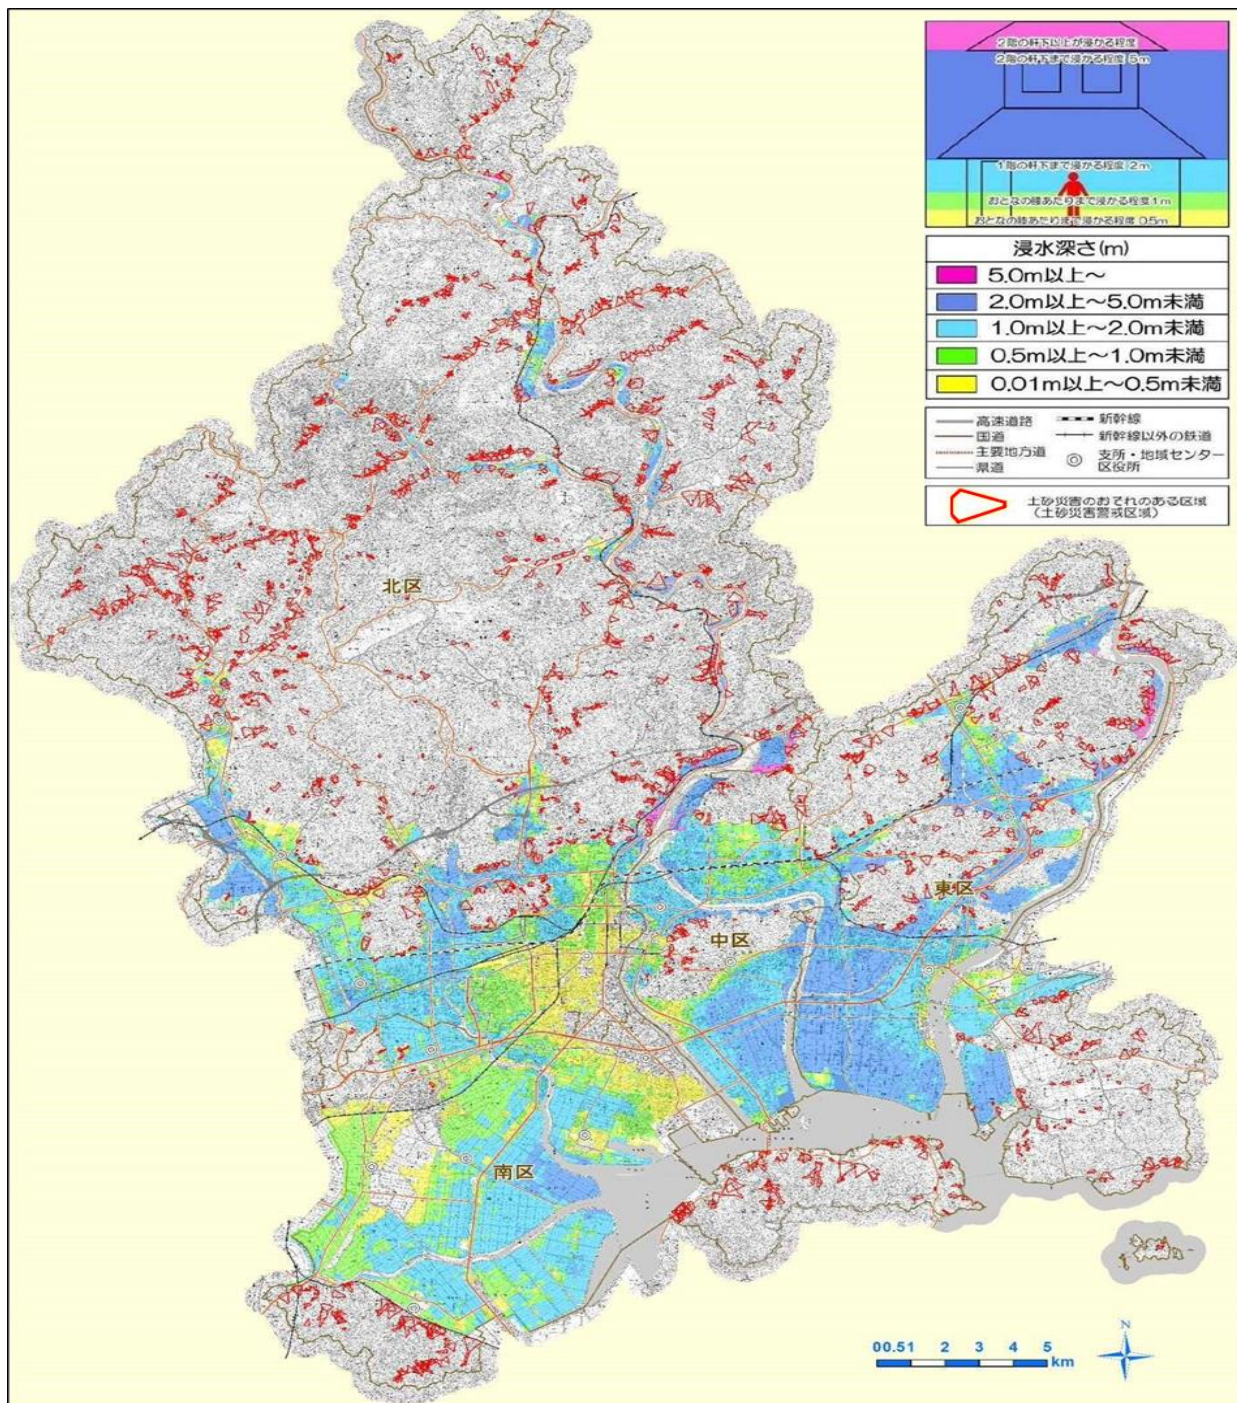 2階の軒下以上が浸かる程度
2階の軒下まで浸かる程度 5m
1階の軒下まで浸かる程度 2m
おとなの腰あたりまで浸かる程度 1m
おとなの膝あたりまで浸かる程度 0.5m
浸水深さ(m)
5.0m以上～
2.0m以上～5.0m未満
1.0m以上～2.0m未満
0.5m以上～1.0m未満
0.01m以上～0.5m未満
高速道路 新幹線
国道 新幹線以外の鉄道
主要地方道 支所・地域センター
県道 区役所
土砂災害のおそれのある区域
(土砂災害警戒区域)
北区
東区
中区
南区
N
00.51 2 3 4 5
km